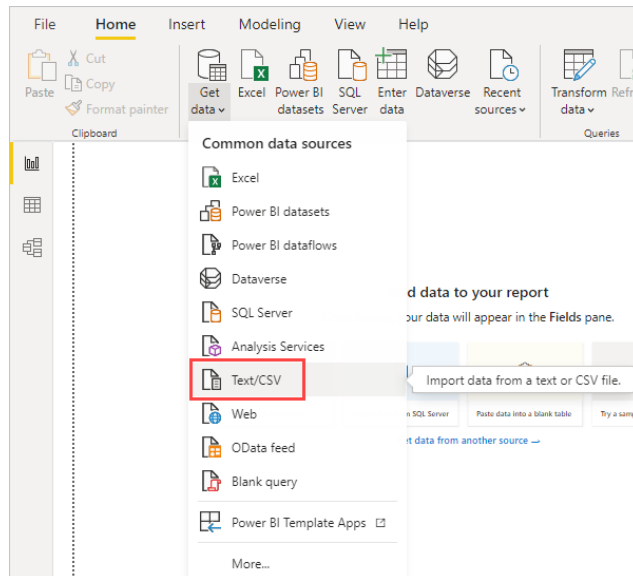 File Home Insert Modeling View Help
Cut
Copy
Format painter
Paste
Clipboard
Get data
Excel
Power BI datasets
SQL Server
Enter data
Dataverse
Recent sources
Transform data
Queries
Common data sources
Excel
Power BI datasets
Power BI dataflows
Dataverse
SQL Server
Analysis Services
Text/CSV
Web
OData feed
Blank query
Power BI Template Apps
More...
data to your report
your data will appear in the Fields pane.
Import data from a text or CSV file.
SQL Server
Paste data into a blank table
Try a
data from another source →